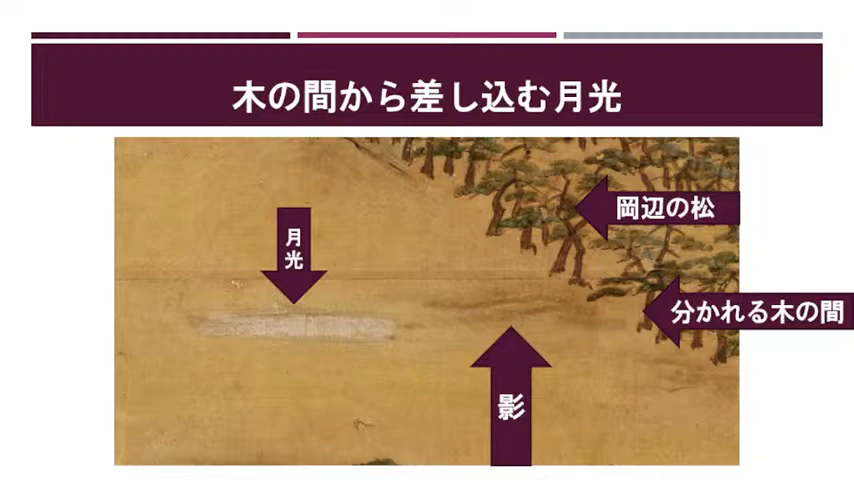 木の間から差し込む月光
岡辺の松
月光
分かれる木の間
影